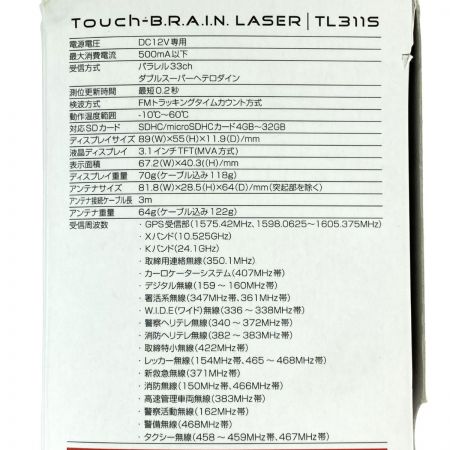 Touch-B.R.A.I.N. LASER | TL311S
電源電圧 DC12V専用
最大消費電流 500mA以下
受信方式 パラレル33ch
ダブルスーパーヘテロダイン
測位更新時間 最短0.2秒
検波方式 FMトラッキングタイムカウント方式
動作温度範囲 -10℃～60℃
対応SDカード SDHC/microSDHCカード4GB～32GB
ディスプレイサイズ 89(W)×55(H)×11.9(D)/mm
液晶ディスプレイ 3.1インチTFT(MVA方式)
表示面積 67.2(W)×40.3((H)/mm
ディスプレイ重量 70g(ケーブル込み118g)
アンテナサイズ 81.8(W)×28.5(H)×64(D)/mm(突起部を除く)
アンテナ接続ケーブル長 3m
アンテナ重量 64g(ケーブル込み122g)
受信周波数 ・GPS受信部(1575.42MHz、1598.0625～1605.375MHz)
・Xバンド(10.525GHz)
・Kバンド(24.1GHz)
・取締用連絡無線(350.1MHz)
・カーロケーターシステム(407MHz帯)
・デジタル無線(159～160MHz帯)
・署活系無線(347MHz帯、361MHz帯)
・W.I.D.E(ワイド)無線(336～338MHz帯)
・警察ヘリテレ無線(340～372MHz帯)
・消防ヘリテレ無線(382～383MHz帯)
・取締特小無線(422MHz帯)
・レッカー無線(154MHz帯、465～468MHz帯)
・新救急無線(371MHz帯)
・消防無線(150MHz帯、466MHz帯)
・高速管理車両無線(383MHz帯)
・警察活動無線(162MHz帯)
・警備無線(468MHz帯)
・タクシー無線(458～459MHz帯、467MHz帯)